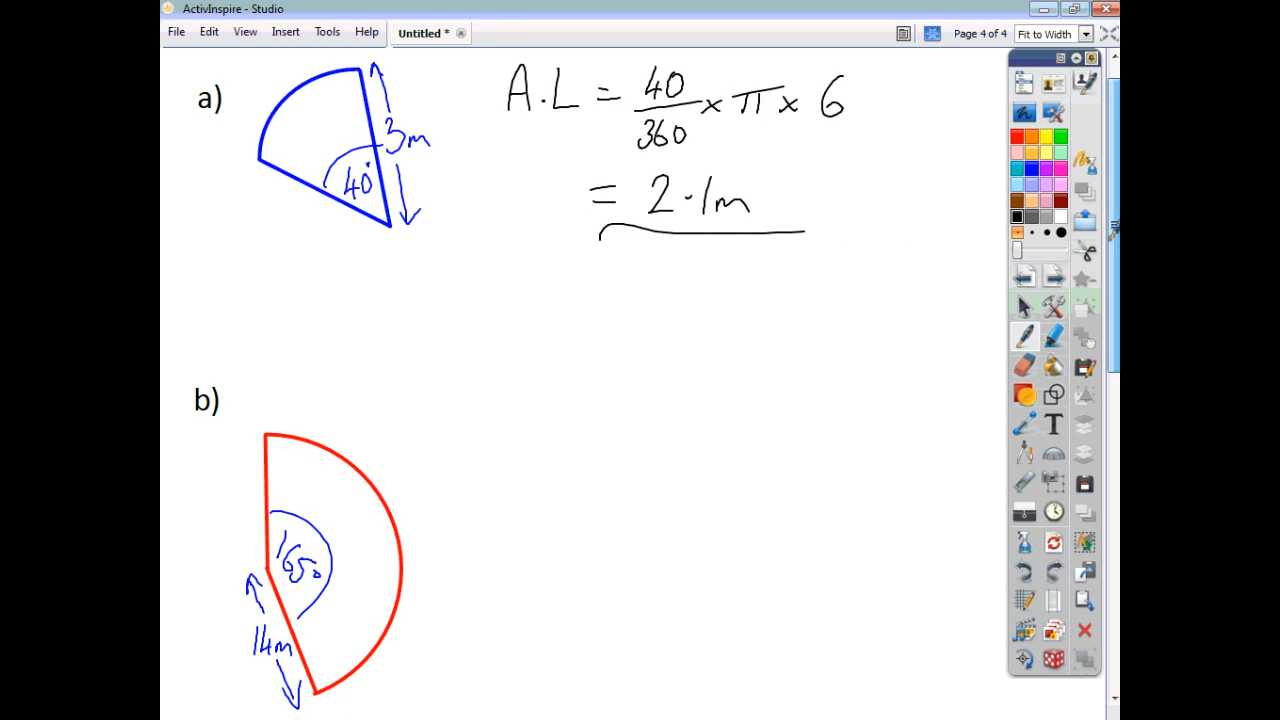 ActivInspire - Studio
File Edit View Insert Tools Help Untitled * Page 4 of 4 Fit to Width
a)
3m
40°
A.L = 40/360 × π × 6
= 2.1m
b)
165°
14m
T